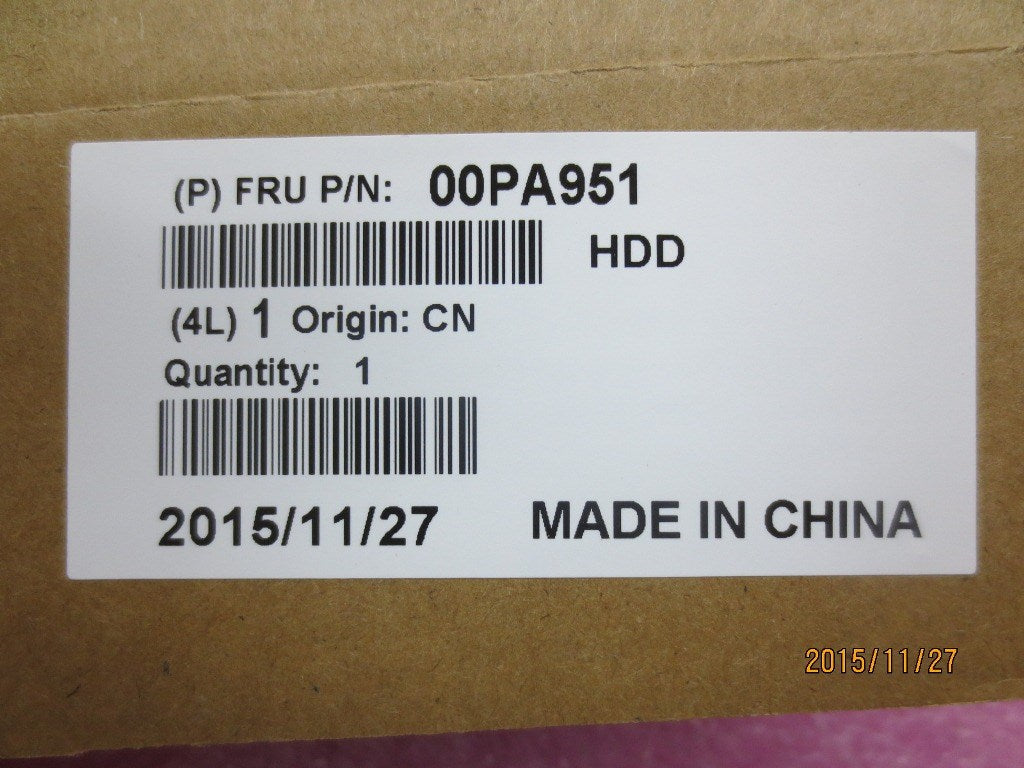 (P) FRU P/N: 00PA951
HDD
(4L) 1 Origin: CN
Quantity: 1
2015/11/27 MADE IN CHINA
2015/11/27